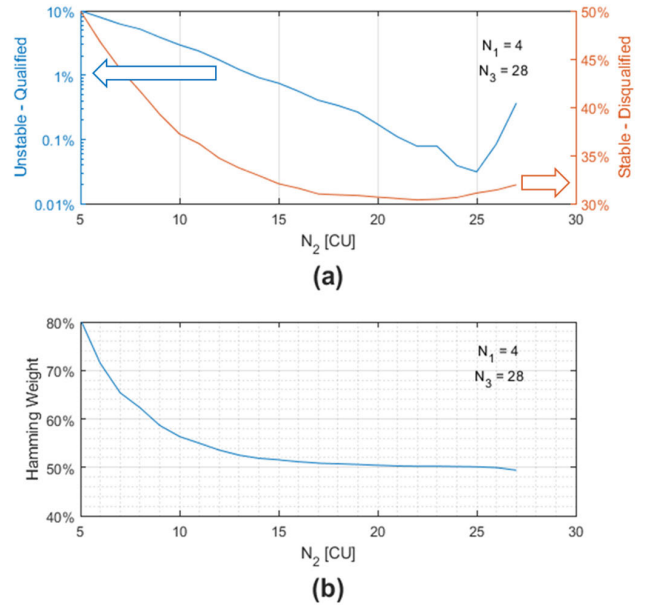 Unstable - Qualified
10%
1%
0.1%
0.01%
N₁ = 4
N₃ = 28
50%
45%
40%
35%
30%
Stable - Disqualified
5 10 15 20 25 30
N₂ [CU]
(a)
Hamming Weight
80%
70%
60%
50%
40%
N₁ = 4
N₃ = 28
5 10 15 20 25 30
N₂ [CU]
(b)